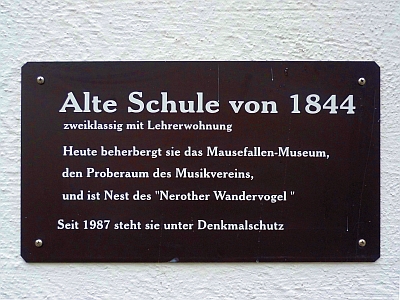 Alte Schule von 1844
zweiklassig mit Lehrerwohnung
Heute beherbergt sie das Mausefallen-Museum,
den Proberaum des Musikvereins,
und ist Nest des "Nerother Wandervogel "
Seit 1987 steht sie unter Denkmalschutz